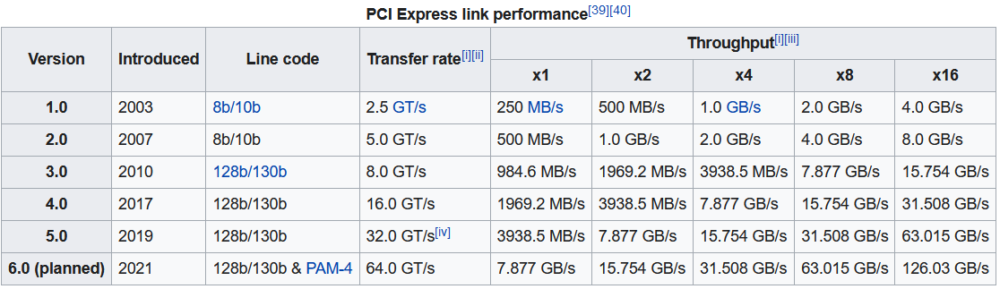 PCI Express link performance[39][40]
Version Introduced Line code Transfer rate[i][ii] Throughput[i][iii]
x1 x2 x4 x8 x16
1.0 2003 8b/10b 2.5 GT/s 250 MB/s 500 MB/s 1.0 GB/s 2.0 GB/s 4.0 GB/s
2.0 2007 8b/10b 5.0 GT/s 500 MB/s 1.0 GB/s 2.0 GB/s 4.0 GB/s 8.0 GB/s
3.0 2010 128b/130b 8.0 GT/s 984.6 MB/s 1969.2 MB/s 3938.5 MB/s 7.877 GB/s 15.754 GB/s
4.0 2017 128b/130b 16.0 GT/s 1969.2 MB/s 3938.5 MB/s 7.877 GB/s 15.754 GB/s 31.508 GB/s
5.0 2019 128b/130b 32.0 GT/s[iv] 3938.5 MB/s 7.877 GB/s 15.754 GB/s 31.508 GB/s 63.015 GB/s
6.0 (planned) 2021 128b/130b & PAM-4 64.0 GT/s 7.877 GB/s 15.754 GB/s 31.508 GB/s 63.015 GB/s 126.03 GB/s